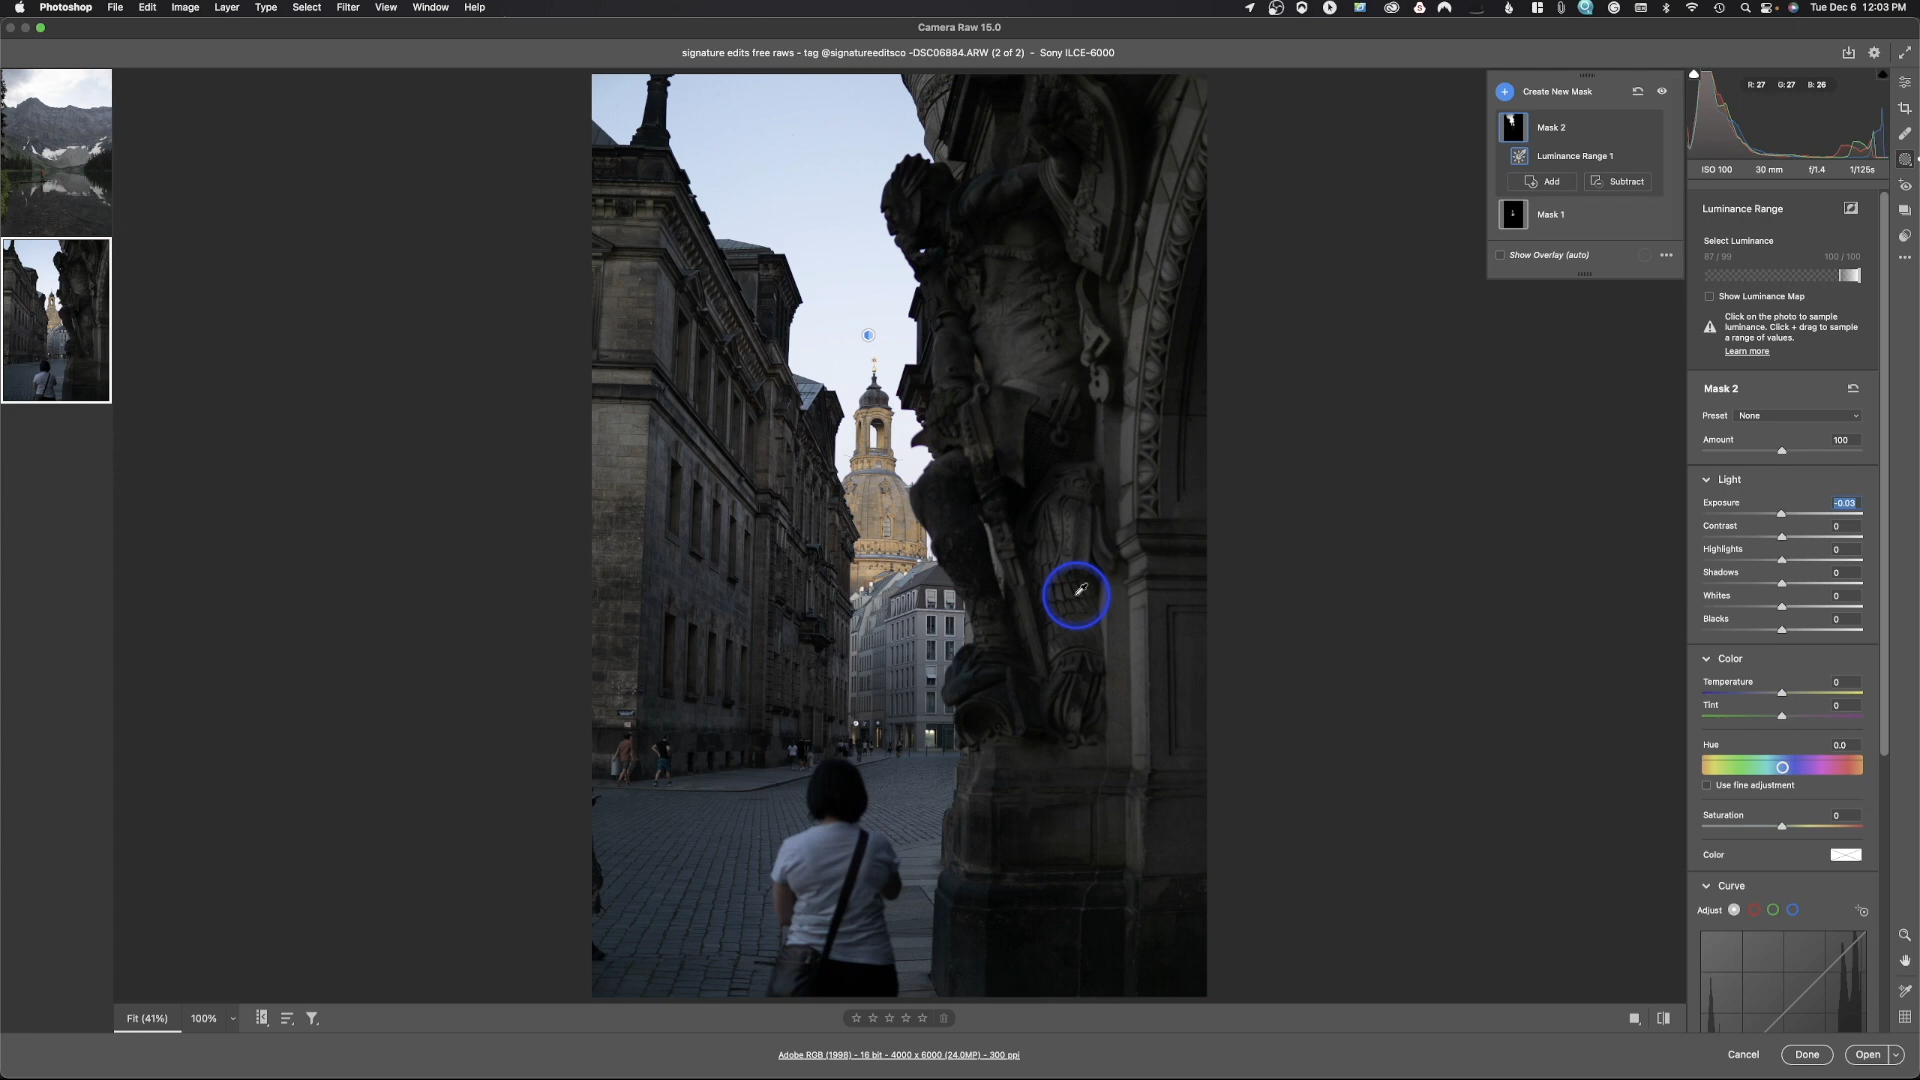 Photoshop File Edit Image Layer Type Select Filter View Window Help Tue Dec 6 12:03 PM
Camera Raw 15.0
signature edits free raws - tag @signatureeditsco -DSC06884.ARW (2 of 2) - Sony ILCE-6000
Create New Mask
Mask 2
Luminance Range 1
Add Subtract
Mask 1
Show Overlay (auto)
R: 27 G: 27 B: 26
ISO 100 30 mm f/1.4 1/125s
Luminance Range
Select Luminance
87 / 99 100 / 100
Show Luminance Map
Click on the photo to sample
luminance. Click + drag to sample
a range of values.
Learn more
Mask 2
Preset None
Amount 100
Light
Exposure -0.03
Contrast 0
Highlights 0
Shadows 0
Whites 0
Blacks 0
Color
Temperature 0
Tint 0
Hue 0.0
Use fine adjustment
Saturation 0
Color
Curve
Adjust
Fit (41%) 100%
Adobe RGB (1998) - 16 bit - 4000 x 6000 (24.0MP) - 300 ppi
Cancel Done Open